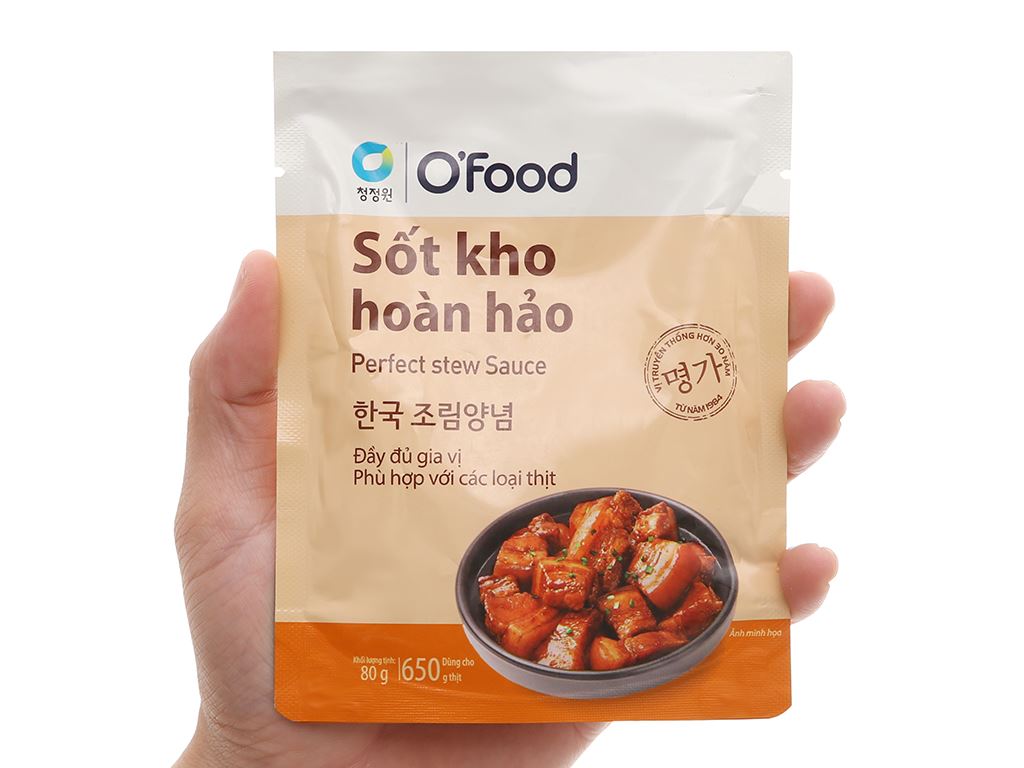 청정원
O'Food
Sốt kho
hoàn hảo
Perfect stew Sauce
한국 조림양념
Đầy đủ gia vị
Phù hợp với các loại thịt
VỊ TRUYỀN THỐNG HƠN 30 NĂM
명가
TỪ NĂM 1984
Ảnh minh họa
Khối lượng tịnh:
80 g
650
Dùng cho
g thịt